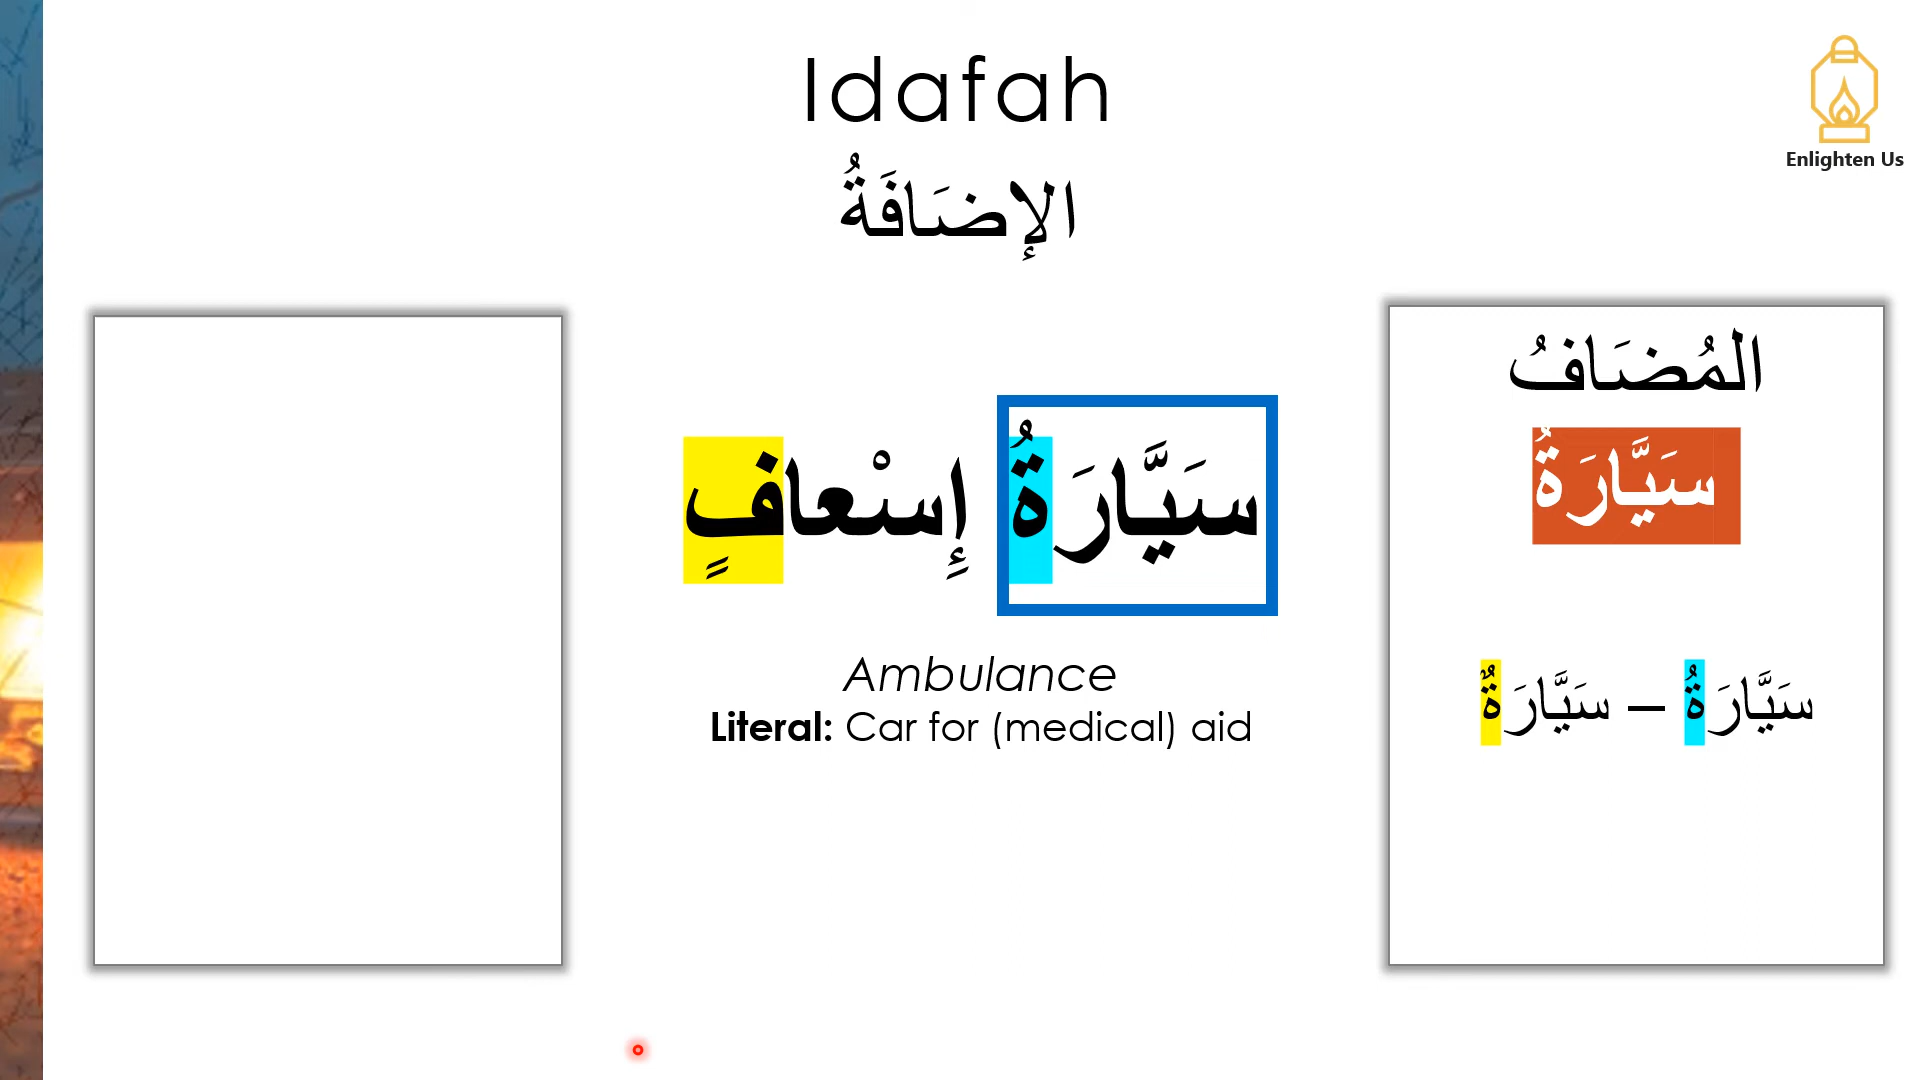 Idafah
الإضَافَةُ
Enlighten Us
سَيَّارَةُ إِسْعافٍ
Ambulance
Literal: Car for (medical) aid
المُضَافُ
سَيَّارَةُ
سَيَّارَةُ – سَيَّارَةٌ